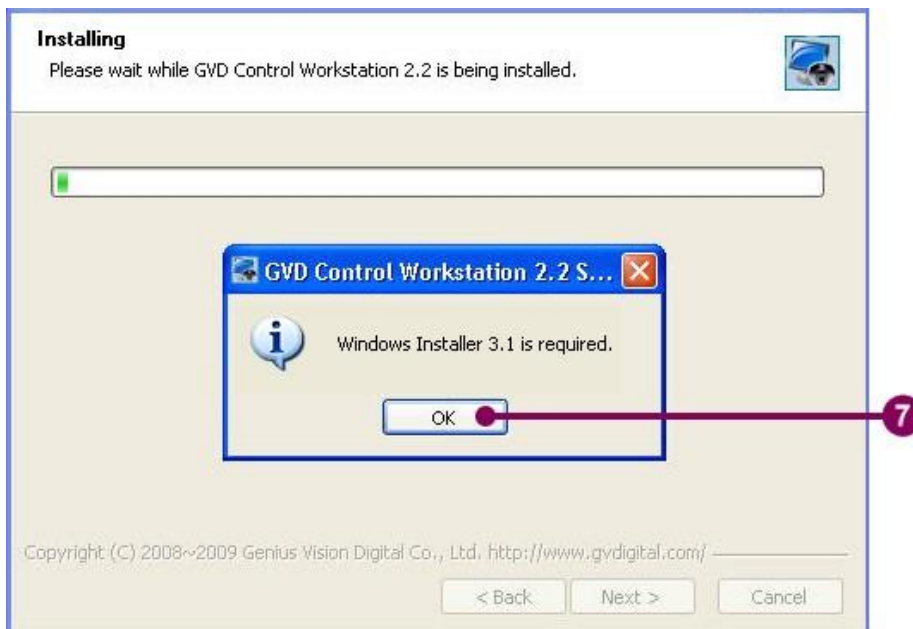 Installing
Please wait while GVD Control Workstation 2.2 is being installed.
GVD Control Workstation 2.2 S...
Windows Installer 3.1 is required.
OK
7
Copyright (C) 2008~2009 Genius Vision Digital Co., Ltd. http://www.gvdigital.com/
< Back Next > Cancel